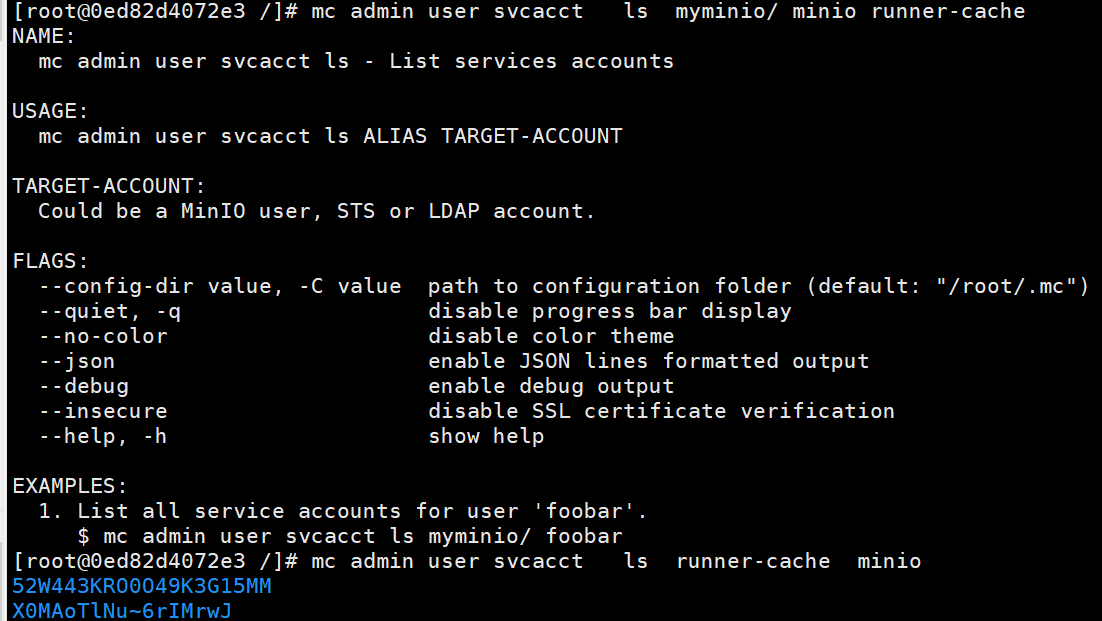 [root@0ed82d4072e3 /]# mc admin user svcacct   ls  myminio/ minio runner-cache
NAME:
  mc admin user svcacct ls - List services accounts

USAGE:
  mc admin user svcacct ls ALIAS TARGET-ACCOUNT

TARGET-ACCOUNT:
  Could be a MinIO user, STS or LDAP account.

FLAGS:
  --config-dir value, -C value  path to configuration folder (default: "/root/.mc")
  --quiet, -q                   disable progress bar display
  --no-color                    disable color theme
  --json                        enable JSON lines formatted output
  --debug                       enable debug output
  --insecure                    disable SSL certificate verification
  --help, -h                    show help

EXAMPLES:
  1. List all service accounts for user 'foobar'.
     $ mc admin user svcacct ls myminio/ foobar
[root@0ed82d4072e3 /]# mc admin user svcacct   ls  runner-cache  minio
52W443KRO0O49K3G15MM
X0MAoTlNu~6rIMrwJ